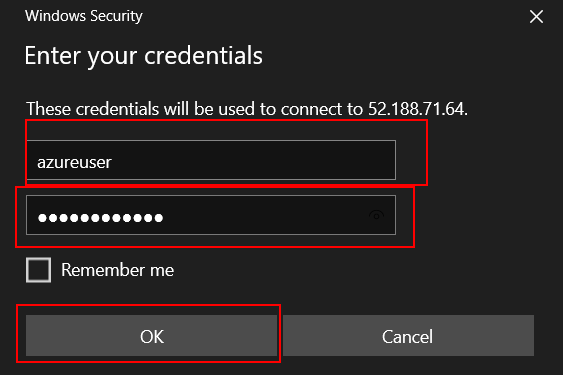 Windows Security
Enter your credentials
These credentials will be used to connect to 52.188.71.64.
azureuser
●●●●●●●●●●●●
Remember me
OK
Cancel